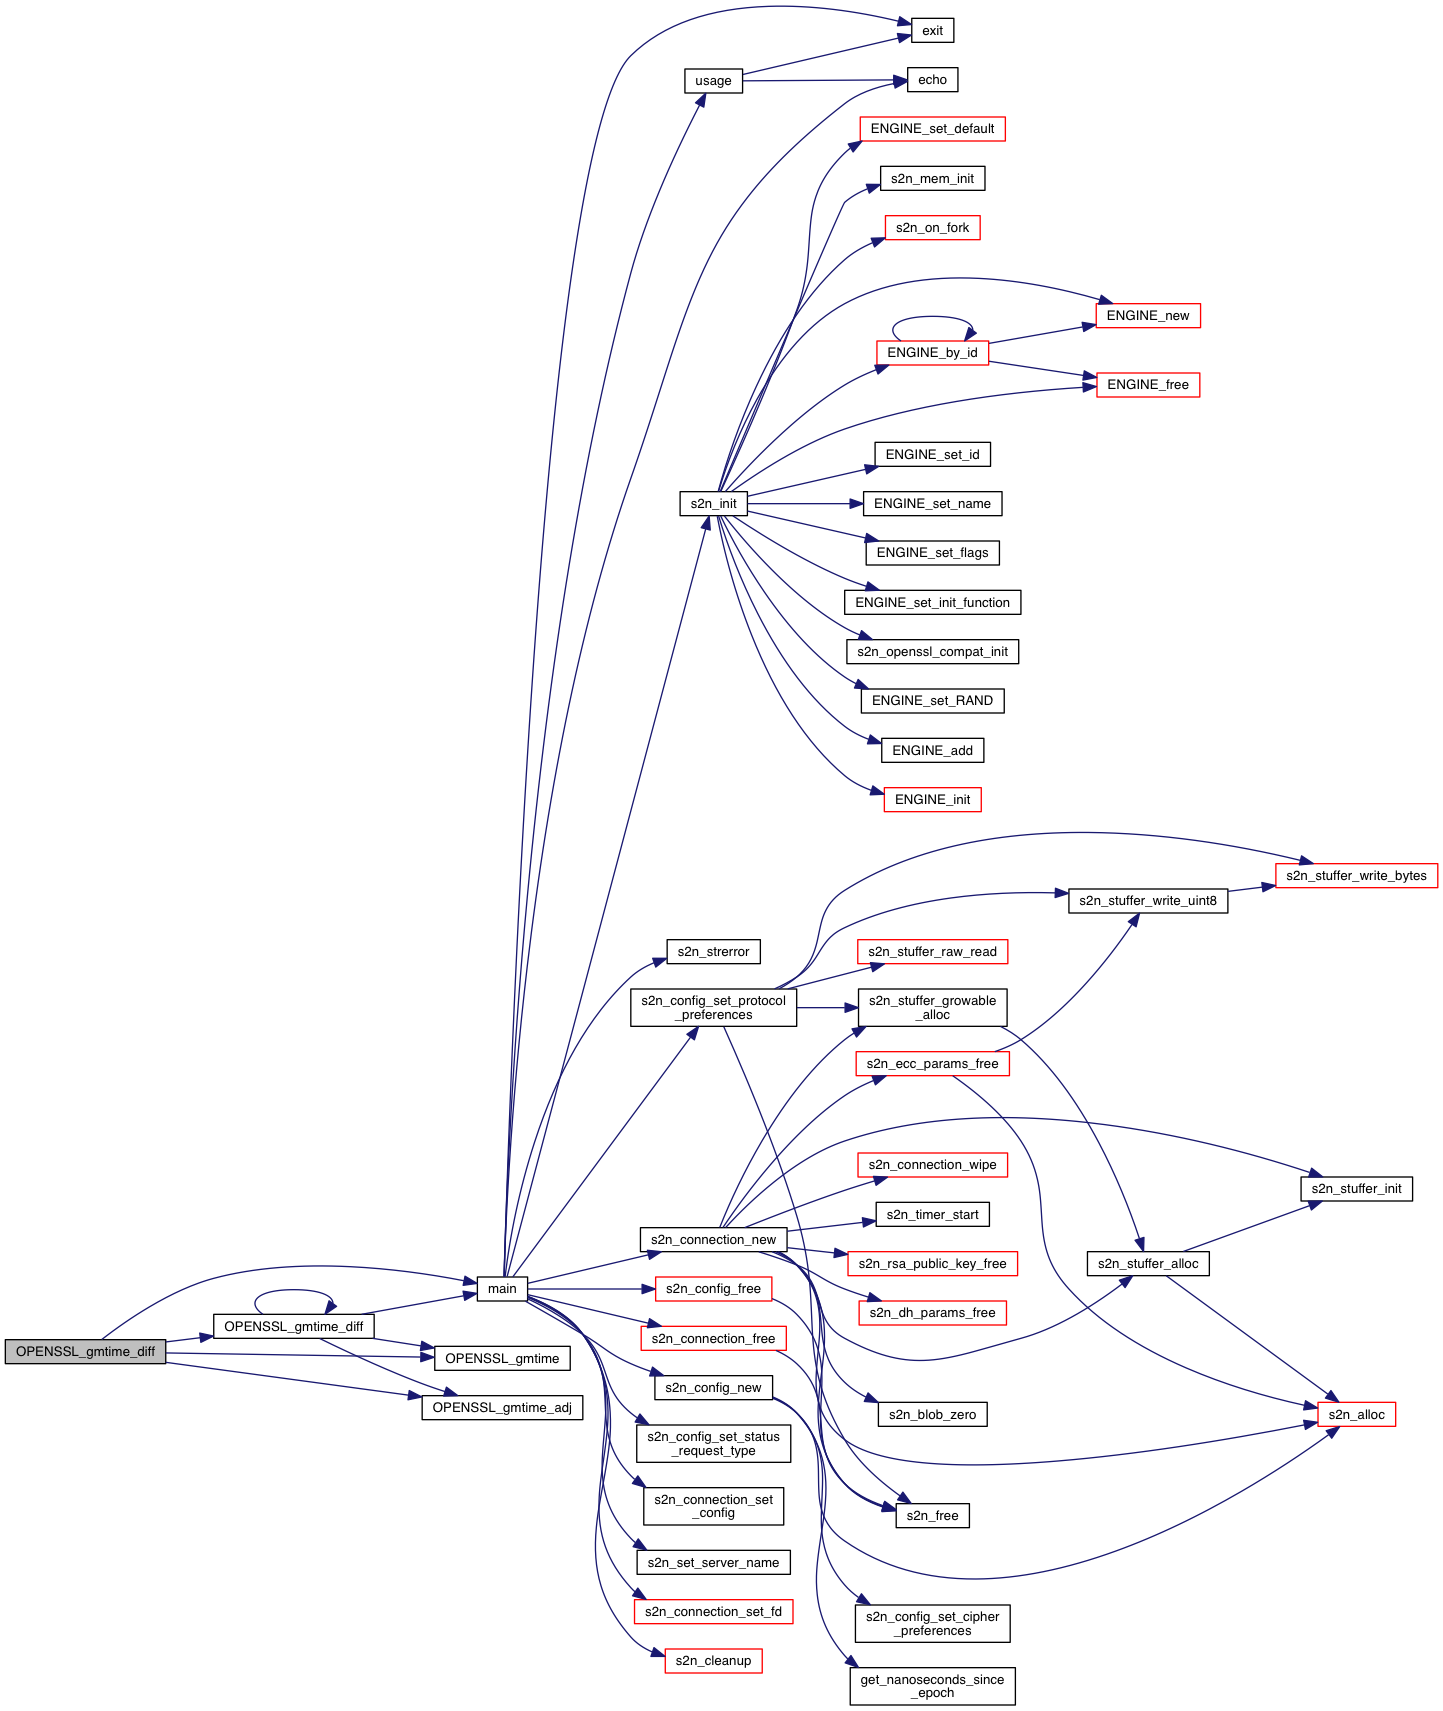 exit
usage
echo
ENGINE_set_default
s2n_mem_init
s2n_on_fork
ENGINE_new
ENGINE_by_id
ENGINE_free
ENGINE_set_id
s2n_init
ENGINE_set_name
ENGINE_set_flags
ENGINE_set_init_function
s2n_openssl_compat_init
ENGINE_set_RAND
ENGINE_add
ENGINE_init
s2n_stuffer_write_bytes
s2n_stuffer_write_uint8
s2n_strerror
s2n_stuffer_raw_read
s2n_config_set_protocol
_preferences
s2n_stuffer_growable
_alloc
s2n_ecc_params_free
s2n_connection_wipe
s2n_stuffer_init
s2n_timer_start
s2n_connection_new
s2n_rsa_public_key_free
s2n_stuffer_alloc
main
s2n_config_free
s2n_dh_params_free
OPENSSL_gmtime_diff
s2n_connection_free
OPENSSL_gmtime_diff
OPENSSL_gmtime
s2n_config_new
OPENSSL_gmtime_adj
s2n_blob_zero
s2n_alloc
s2n_config_set_status
_request_type
s2n_connection_set
_config
s2n_free
s2n_set_server_name
s2n_connection_set_fd
s2n_config_set_cipher
_preferences
s2n_cleanup
get_nanoseconds_since
_epoch